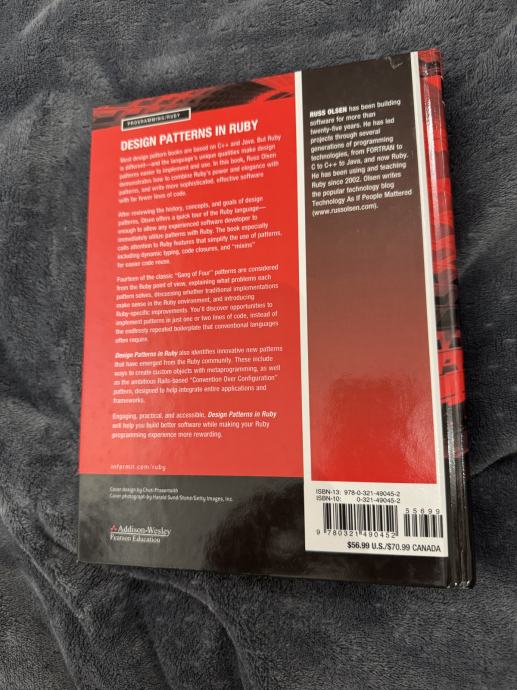 PROGRAMMING/RUBY
DESIGN PATTERNS IN RUBY
Most design pattern books are based on C++ and Java. But Ruby
is different—and the language's unique qualities make design
patterns easier to implement and use. In this book, Russ Olsen
demonstrates how to combine Ruby's power and elegance with
patterns, and write more sophisticated, effective software
with far fewer lines of code.
After reviewing the history, concepts, and goals of design
patterns, Olsen offers a quick tour of the Ruby language—
enough to allow any experienced software developer to
immediately utilize patterns with Ruby. The book especially
calls attention to Ruby features that simplify the use of patterns,
including dynamic typing, code closures, and "mixins"
for easier code reuse.
Fourteen of the classic "Gang of Four" patterns are considered
from the Ruby point of view, explaining what problems each
pattern solves, discussing whether traditional implementations
make sense in the Ruby environment, and introducing
Ruby-specific improvements. You'll discover opportunities to
implement patterns in just one or two lines of code, instead of
the endlessly repeated boilerplate that conventional languages
often require.
Design Patterns in Ruby also identifies innovative new patterns
that have emerged from the Ruby community. These include
ways to create custom objects with metaprogramming, as well
as the ambitious Rails-based "Convention Over Configuration"
pattern, designed to help integrate entire applications and
frameworks.
Engaging, practical, and accessible, Design Patterns in Ruby
will help you build better software while making your Ruby
programming experience more rewarding.
informit.com/ruby
Cover design by Chuti Prasertsith
Cover photograph by Harald Sund/Stone/Getty Images, Inc.
Addison-Wesley
Pearson Education
RUSS OLSEN has been building
software for more than
twenty-five years. He has led
projects through several
generations of programming
technologies, from FORTRAN to
C to C++ to Java, and now Ruby.
He has been using and teaching
Ruby since 2002. Olsen writes
the popular technology blog
Technology As If People Mattered
(www.russolsen.com).
ISBN-13: 978-0-321-49045-2
ISBN-10: 0-321-49045-2
55699
9 780321 490452
$56.99 U.S./$70.99 CANADA